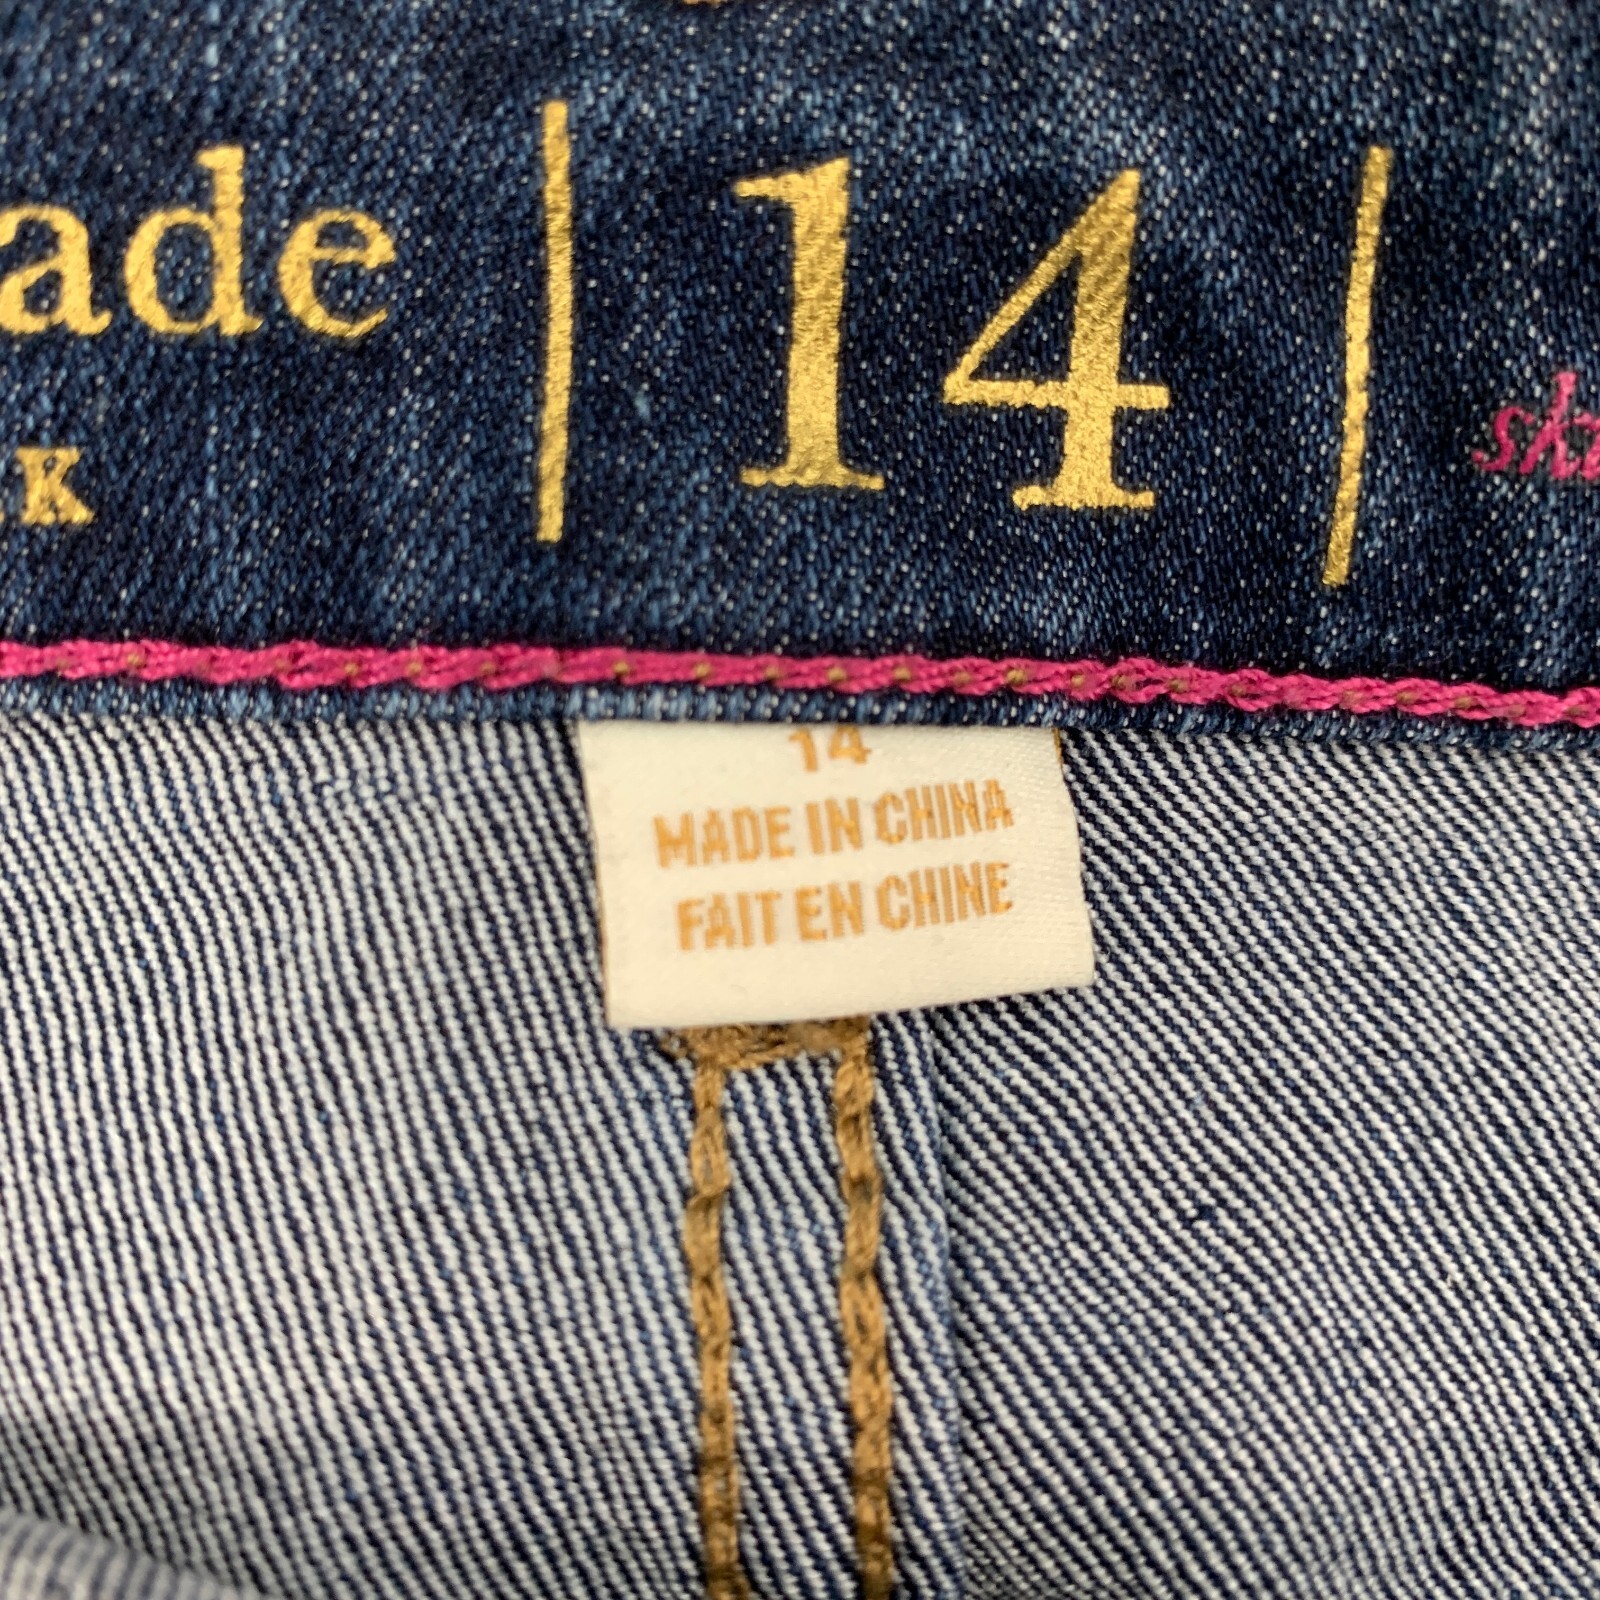 ade
K
14
14
MADE IN CHINA
FAIT EN CHINE